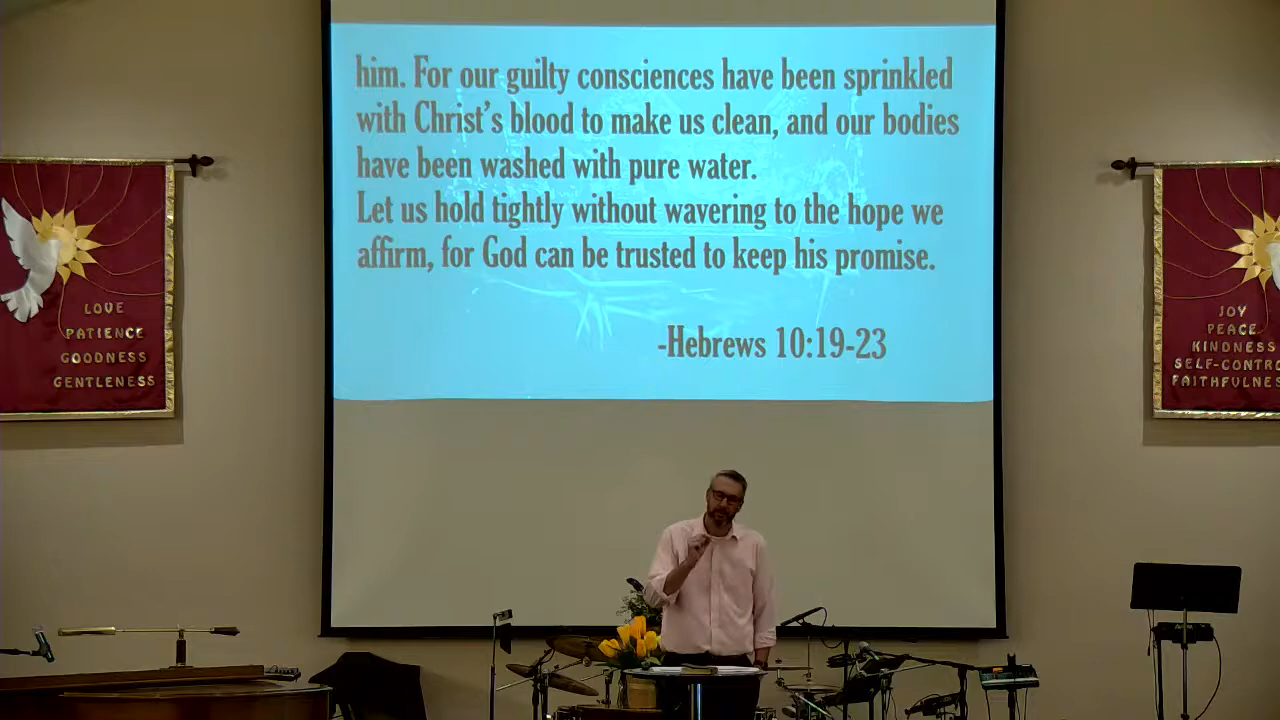 him. For our guilty consciences have been sprinkled
with Christ's blood to make us clean, and our bodies
have been washed with pure water.
Let us hold tightly without wavering to the hope we
affirm, for God can be trusted to keep his promise.
-Hebrews 10:19-23
LOVE
PATIENCE
GOODNESS
GENTLENESS
JOY
PEACE
KINDNESS
SELF-CONTRO
FAITHFULNE